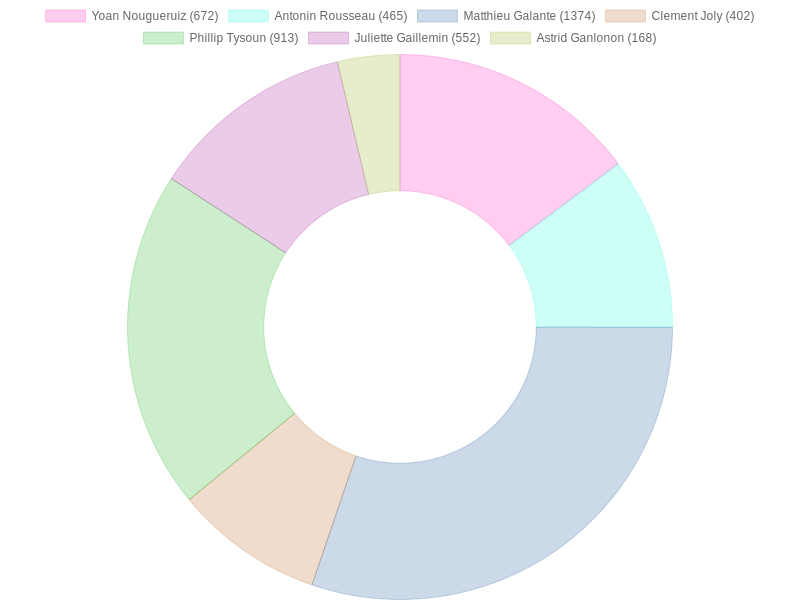 Yoan Nougueruiz (672) Antonin Rousseau (465) Matthieu Galante (1374) Clement Joly (402)
Phillip Tysoun (913) Juliette Gaillemin (552) Astrid Ganlonon (168)